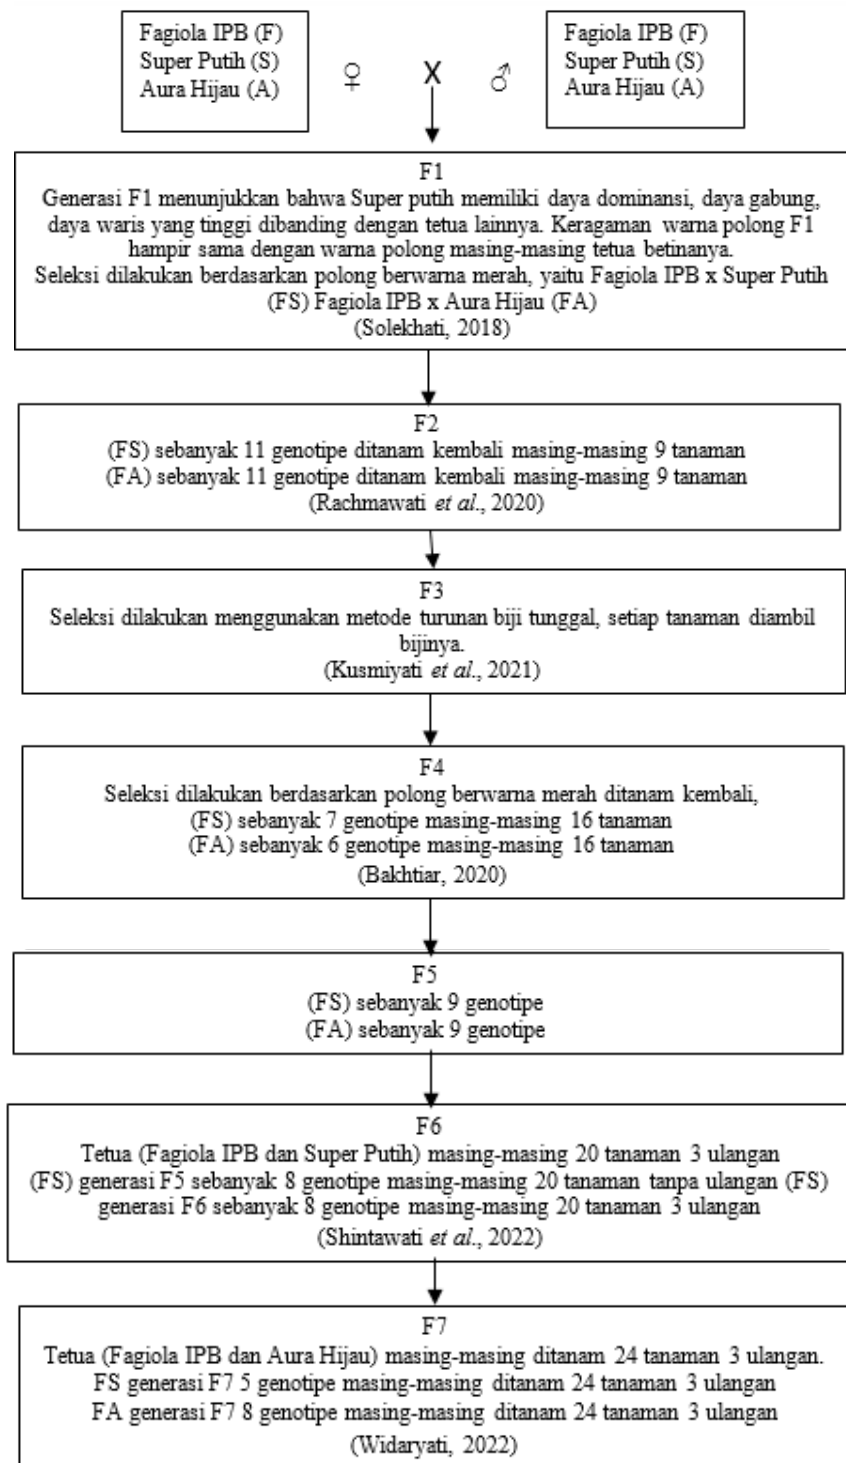 Fagiola IPB (F)
Super Putih (S)
Aura Hijau (A)
♀ X ♂
Fagiola IPB (F)
Super Putih (S)
Aura Hijau (A)
F1
Generasi F1 menunjukkan bahwa Super putih memiliki daya dominansi, daya gabung,
daya waris yang tinggi dibanding dengan tetua lainnya. Keragaman warna polong F1
hampir sama dengan warna polong masing-masing tetua betinanya.
Seleksi dilakukan berdasarkan polong berwarna merah, yaitu Fagiola IPB x Super Putih
(FS) Fagiola IPB x Aura Hijau (FA)
(Solekhati, 2018)
F2
(FS) sebanyak 11 genotipe ditanam kembali masing-masing 9 tanaman
(FA) sebanyak 11 genotipe ditanam kembali masing-masing 9 tanaman
(Rachmawati et al., 2020)
F3
Seleksi dilakukan menggunakan metode turunan biji tunggal, setiap tanaman diambil
bijinya.
(Kusmiyati et al., 2021)
F4
Seleksi dilakukan berdasarkan polong berwarna merah ditanam kembali,
(FS) sebanyak 7 genotipe masing-masing 16 tanaman
(FA) sebanyak 6 genotipe masing-masing 16 tanaman
(Bakhtiar, 2020)
F5
(FS) sebanyak 9 genotipe
(FA) sebanyak 9 genotipe
F6
Tetua (Fagiola IPB dan Super Putih) masing-masing 20 tanaman 3 ulangan
(FS) generasi F5 sebanyak 8 genotipe masing-masing 20 tanaman tanpa ulangan (FS)
generasi F6 sebanyak 8 genotipe masing-masing 20 tanaman 3 ulangan
(Shintawati et al., 2022)
F7
Tetua (Fagiola IPB dan Aura Hijau) masing-masing ditanam 24 tanaman 3 ulangan.
FS generasi F7 5 genotipe masing-masing ditanam 24 tanaman 3 ulangan
FA generasi F7 8 genotipe masing-masing ditanam 24 tanaman 3 ulangan
(Widaryati, 2022)